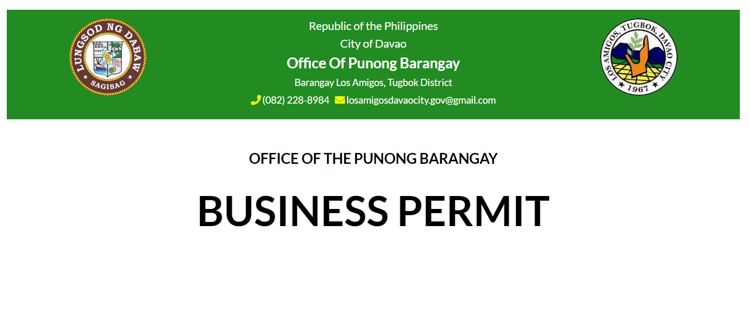 LUNGSOD NG DABAW
SAGISAG
Republic of the Philippines
City of Davao
Office Of Punong Barangay
Barangay Los Amigos, Tugbok District
(082) 228-8984 losamigosdavaocity.gov@gmail.com
LOS AMIGOS, TUGBOK, DAVAO CITY
1967
OFFICE OF THE PUNONG BARANGAY
BUSINESS PERMIT